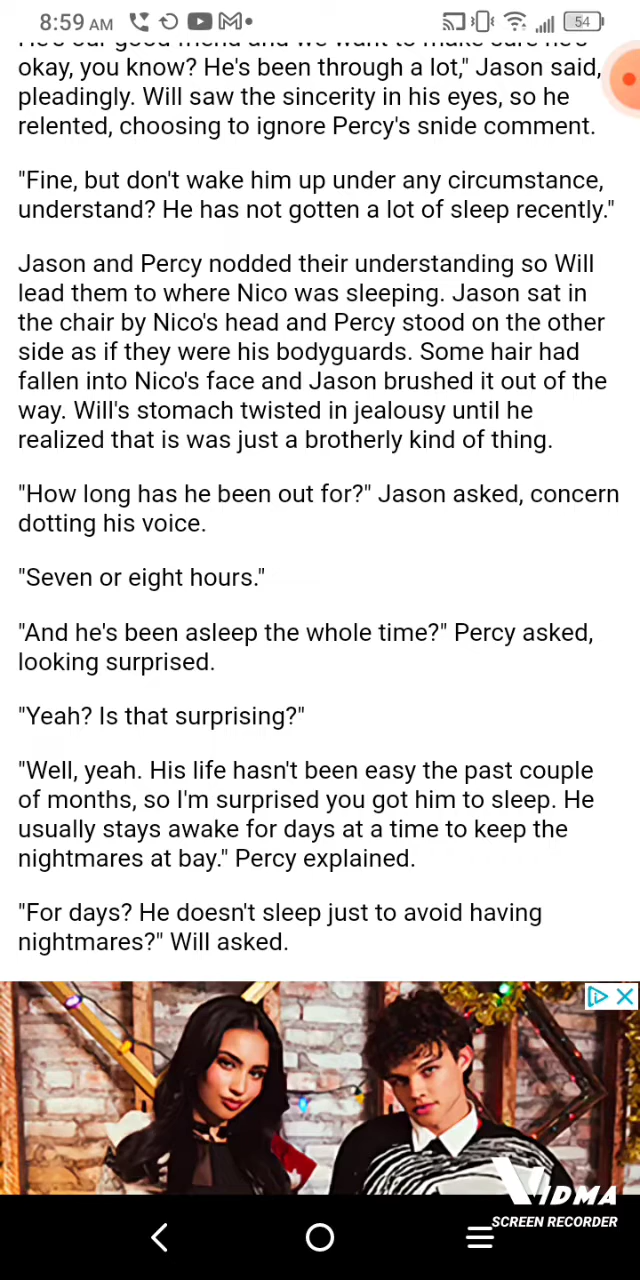 8:59 AM
54
okay, you know? He's been through a lot," Jason said,
pleadingly. Will saw the sincerity in his eyes, so he
relented, choosing to ignore Percy's snide comment.
"Fine, but don't wake him up under any circumstance,
understand? He has not gotten a lot of sleep recently."
Jason and Percy nodded their understanding so Will
lead them to where Nico was sleeping. Jason sat in
the chair by Nico's head and Percy stood on the other
side as if they were his bodyguards. Some hair had
fallen into Nico's face and Jason brushed it out of the
way. Will's stomach twisted in jealousy until he
realized that is was just a brotherly kind of thing.
"How long has he been out for?" Jason asked, concern
dotting his voice.
"Seven or eight hours."
"And he's been asleep the whole time?" Percy asked,
looking surprised.
"Yeah? Is that surprising?"
"Well, yeah. His life hasn't been easy the past couple
of months, so I'm surprised you got him to sleep. He
usually stays awake for days at a time to keep the
nightmares at bay." Percy explained.
"For days? He doesn't sleep just to avoid having
nightmares?" Will asked.
VIDMA
SCREEN RECORDER